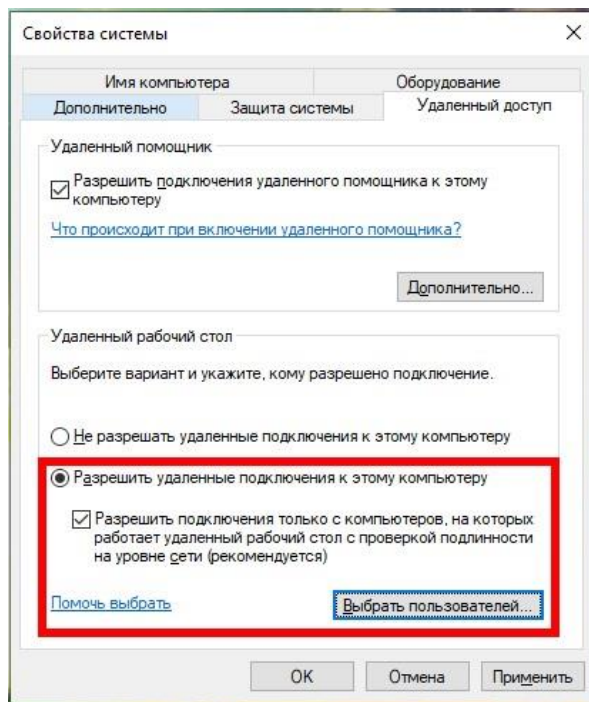 Свойства системы
Имя компьютера
Оборудование
Дополнительно
Защита системы
Удаленный доступ
Удаленный помощник
Разрешить подключения удаленного помощника к этому
компьютеру
Что происходит при включении удаленного помощника?
Дополнительно...
Удаленный рабочий стол
Выберите вариант и укажите, кому разрешено подключение.
Не разрешать удаленные подключения к этому компьютеру
Разрешить удаленные подключения к этому компьютеру
Разрешить подключения только с компьютеров, на которых
работает удаленный рабочий стол с проверкой подлинности
на уровне сети (рекомендуется)
Помочь выбрать
Выбрать пользователей...
ОК
Отмена
Применить